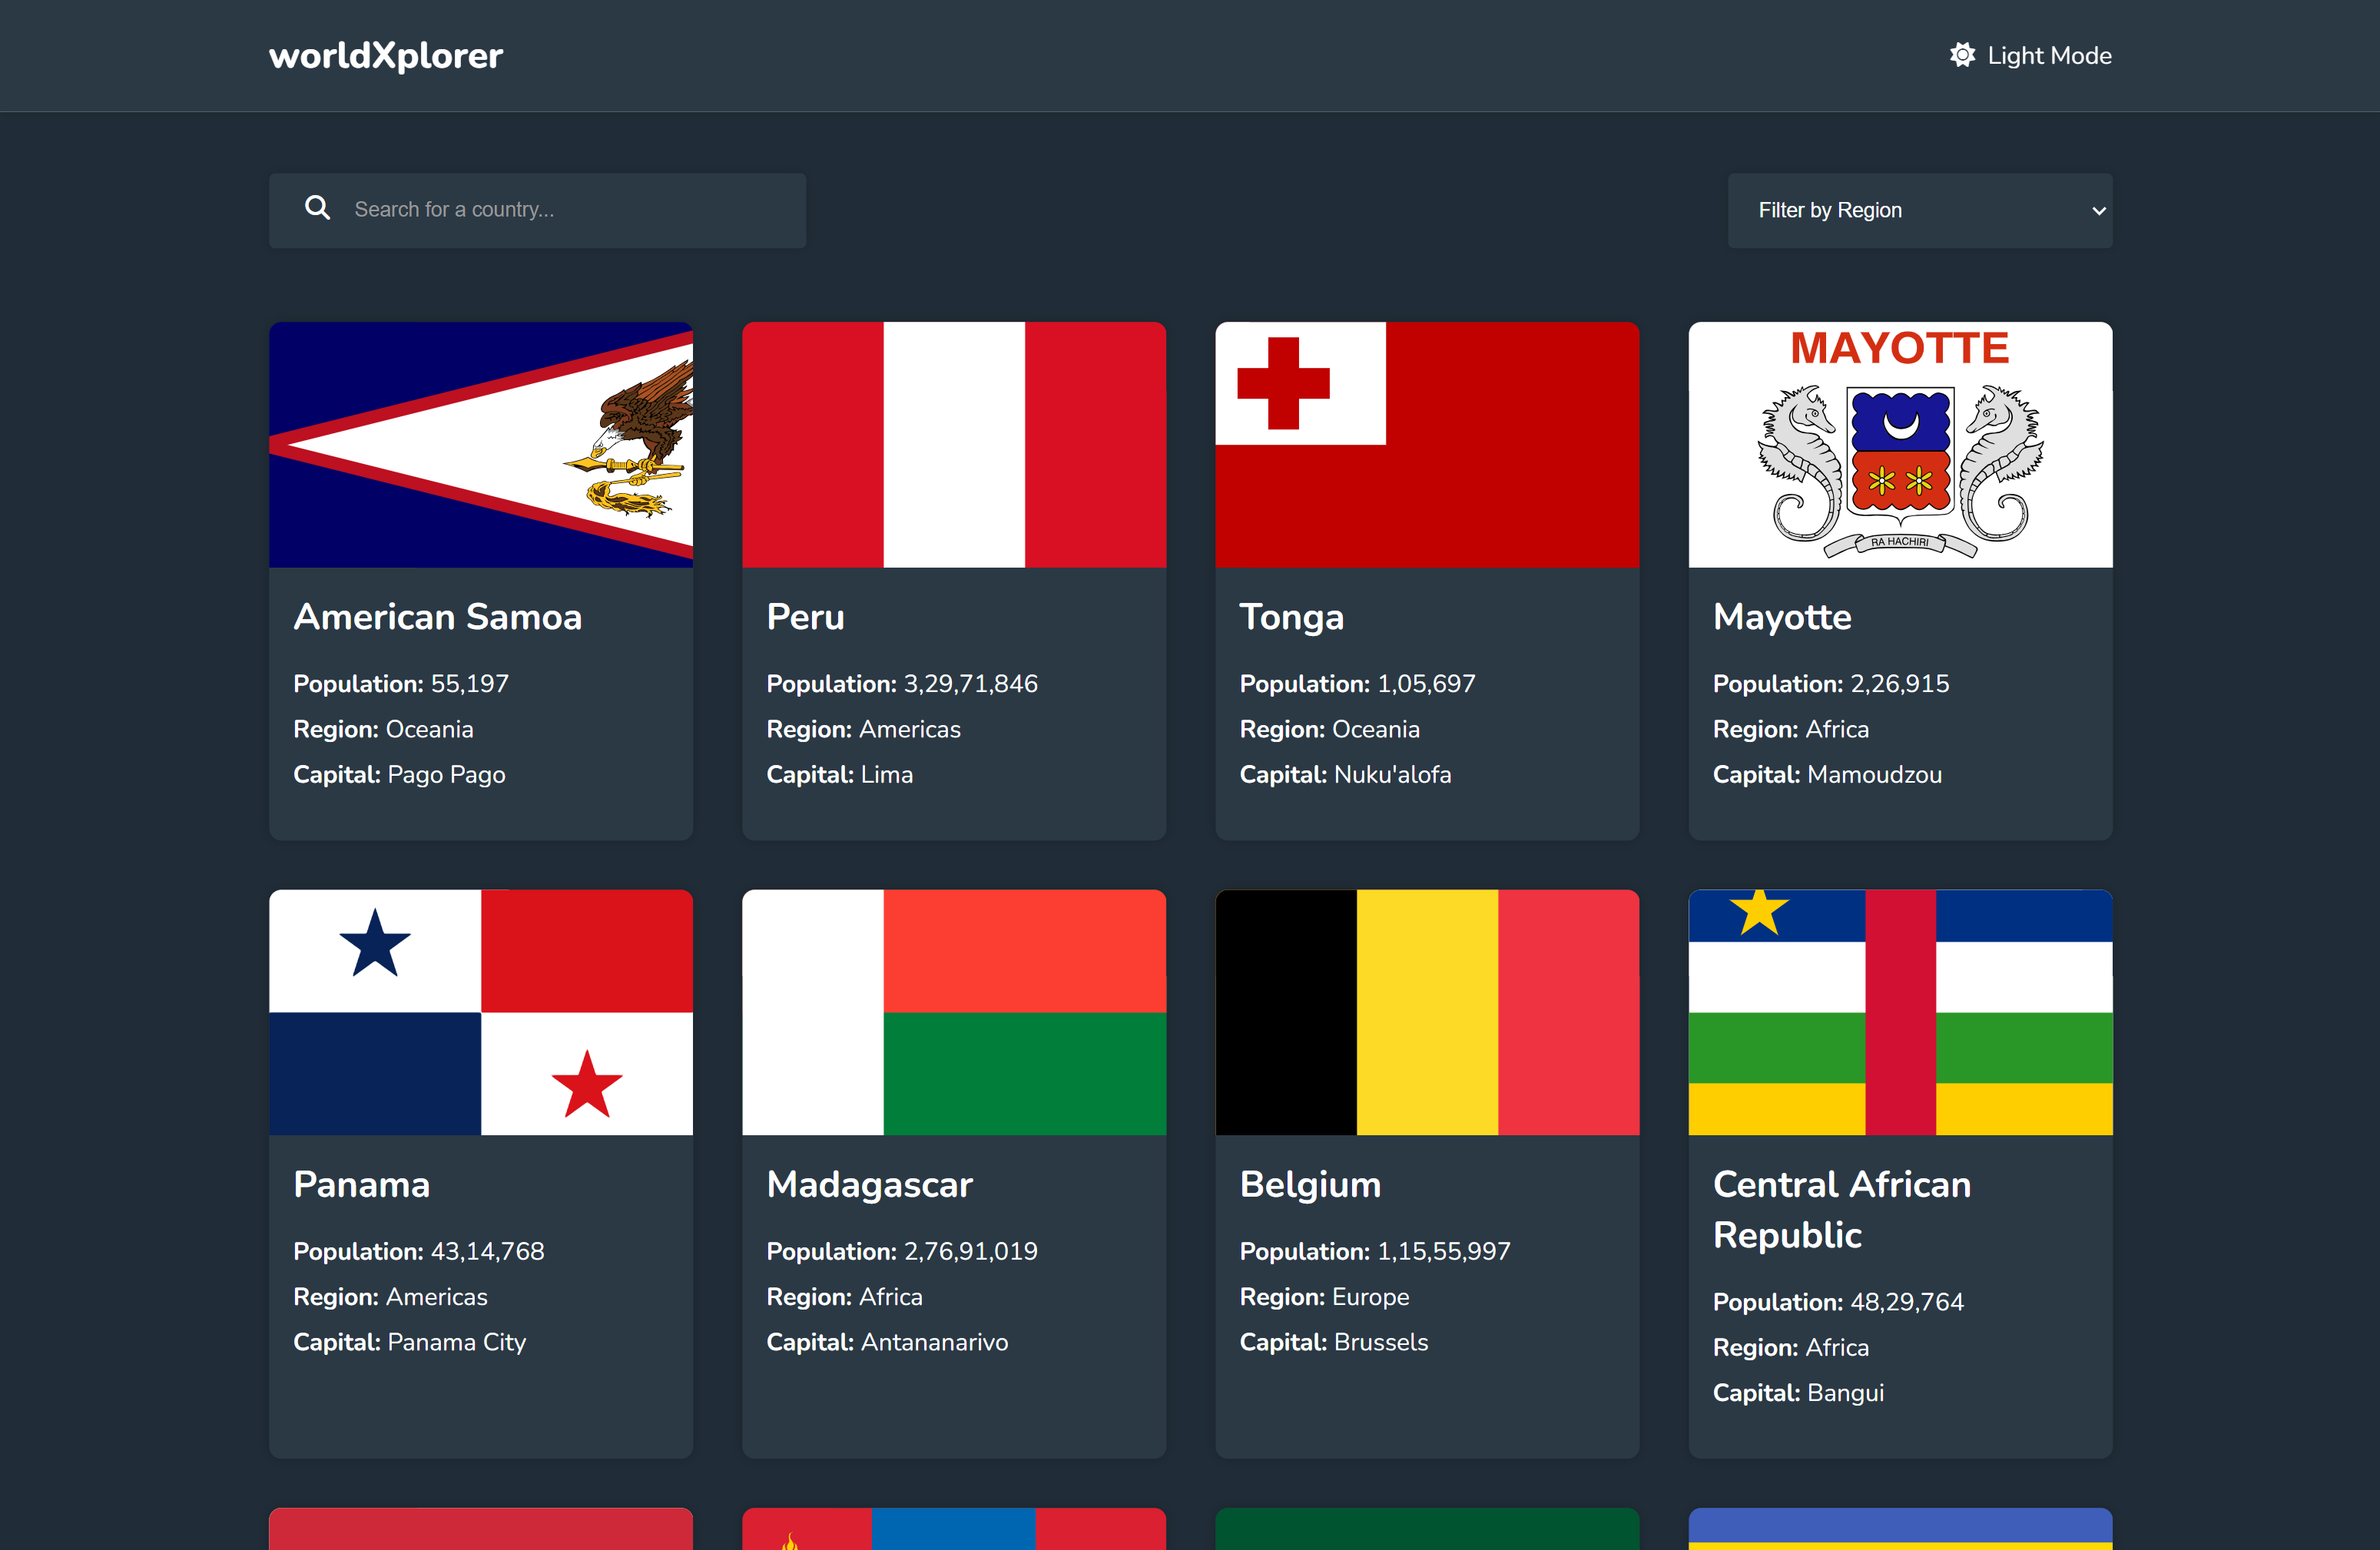 worldXplorer
Light Mode
Search for a country...
Filter by Region
MAYOTTE
RA HACHIRI
American Samoa
Population: 55,197
Region: Oceania
Capital: Pago Pago
Peru
Population: 3,29,71,846
Region: Americas
Capital: Lima
Tonga
Population: 1,05,697
Region: Oceania
Capital: Nuku'alofa
Mayotte
Population: 2,26,915
Region: Africa
Capital: Mamoudzou
Panama
Population: 43,14,768
Region: Americas
Capital: Panama City
Madagascar
Population: 2,76,91,019
Region: Africa
Capital: Antananarivo
Belgium
Population: 1,15,55,997
Region: Europe
Capital: Brussels
Central African
Republic
Population: 48,29,764
Region: Africa
Capital: Bangui